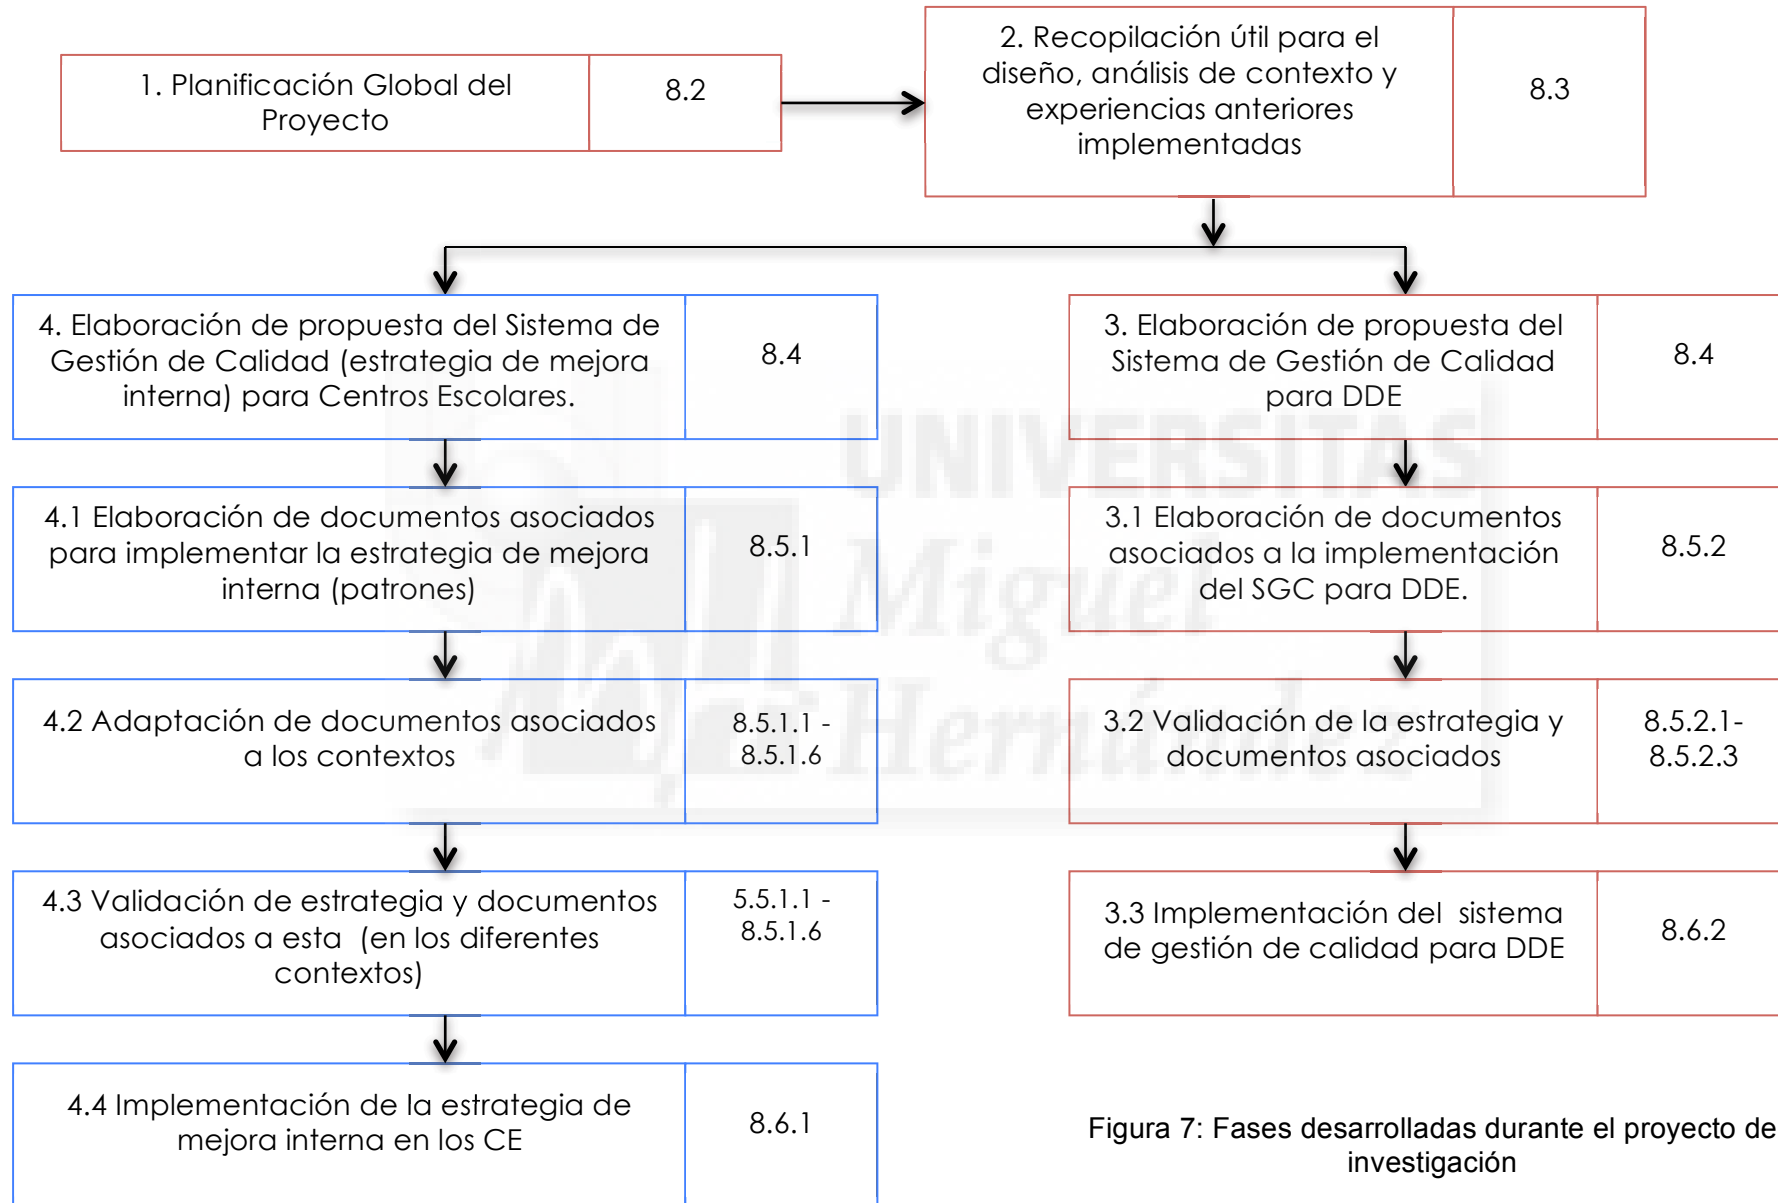 1. Planificación Global del
Proyecto
8.2
2. Recopilación útil para el
diseño, análisis de contexto y
experiencias anteriores
implementadas
8.3
4. Elaboración de propuesta del Sistema de
Gestión de Calidad (estrategia de mejora
interna) para Centros Escolares.
8.4
3. Elaboración de propuesta del
Sistema de Gestión de Calidad
para DDE
8.4
4.1 Elaboración de documentos asociados
para implementar la estrategia de mejora
interna (patrones)
8.5.1
3.1 Elaboración de documentos
asociados a la implementación
del SGC para DDE.
8.5.2
4.2 Adaptación de documentos asociados
a los contextos
8.5.1.1 -
8.5.1.6
3.2 Validación de la estrategia y
documentos asociados
8.5.2.1-
8.5.2.3
4.3 Validación de estrategia y documentos
asociados a esta (en los diferentes
contextos)
5.5.1.1 -
8.5.1.6
3.3 Implementación del sistema
de gestión de calidad para DDE
8.6.2
4.4 Implementación de la estrategia de
mejora interna en los CE
8.6.1
Figura 7: Fases desarrolladas durante el proyecto de
investigación
UNIVERSITAS
Miguel
Hernández